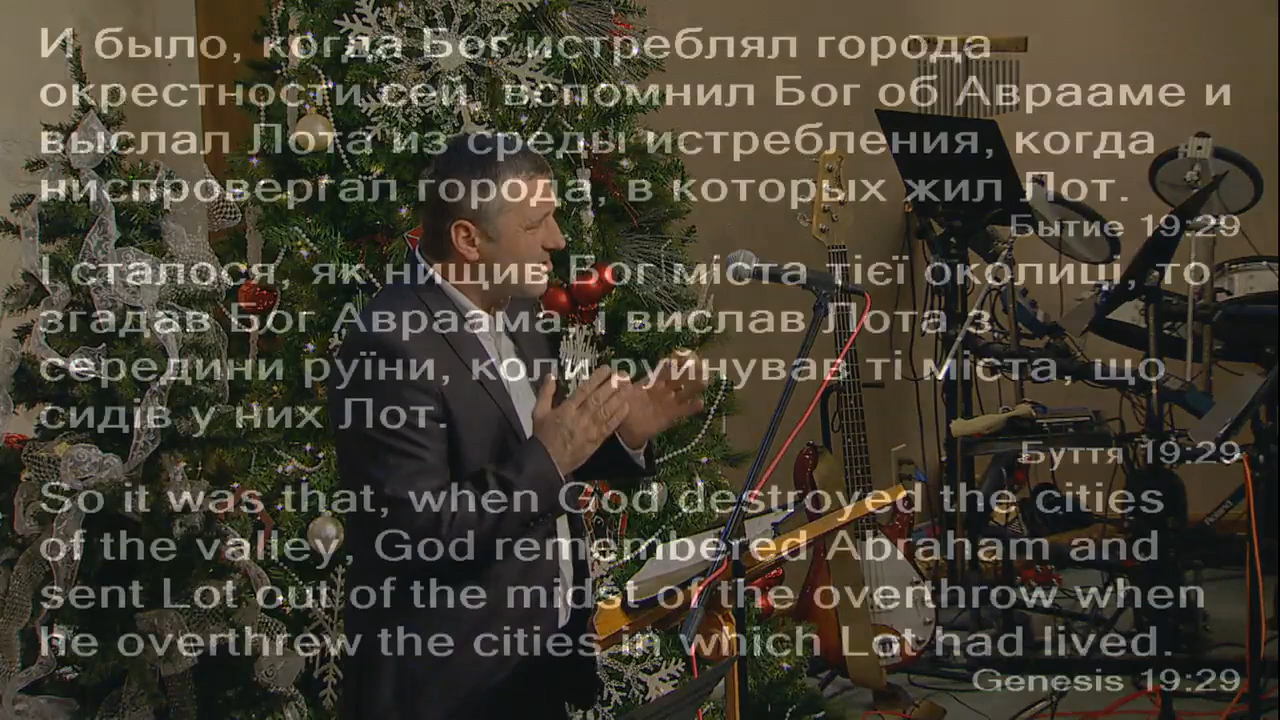 И было, когда Бог истреблял города
окрестности сей, вспомнил Бог об Аврааме и
выслал Лота из среды истребления, когда
ниспровергал города, в которых жил Лот.
Бытие 19:29
І сталося, як нищив Бог міста тієї околиці, то
згадав Бог Авраама, і вислав Лота з
середини руїни, коли руйнував ті міста, що
сидів у них Лот.
Буття 19:29
So it was that, when God destroyed the cities
of the valley, God remembered Abraham and
sent Lot out of the midst of the overthrow when
he overthrew the cities in which Lot had lived.
Genesis 19:29